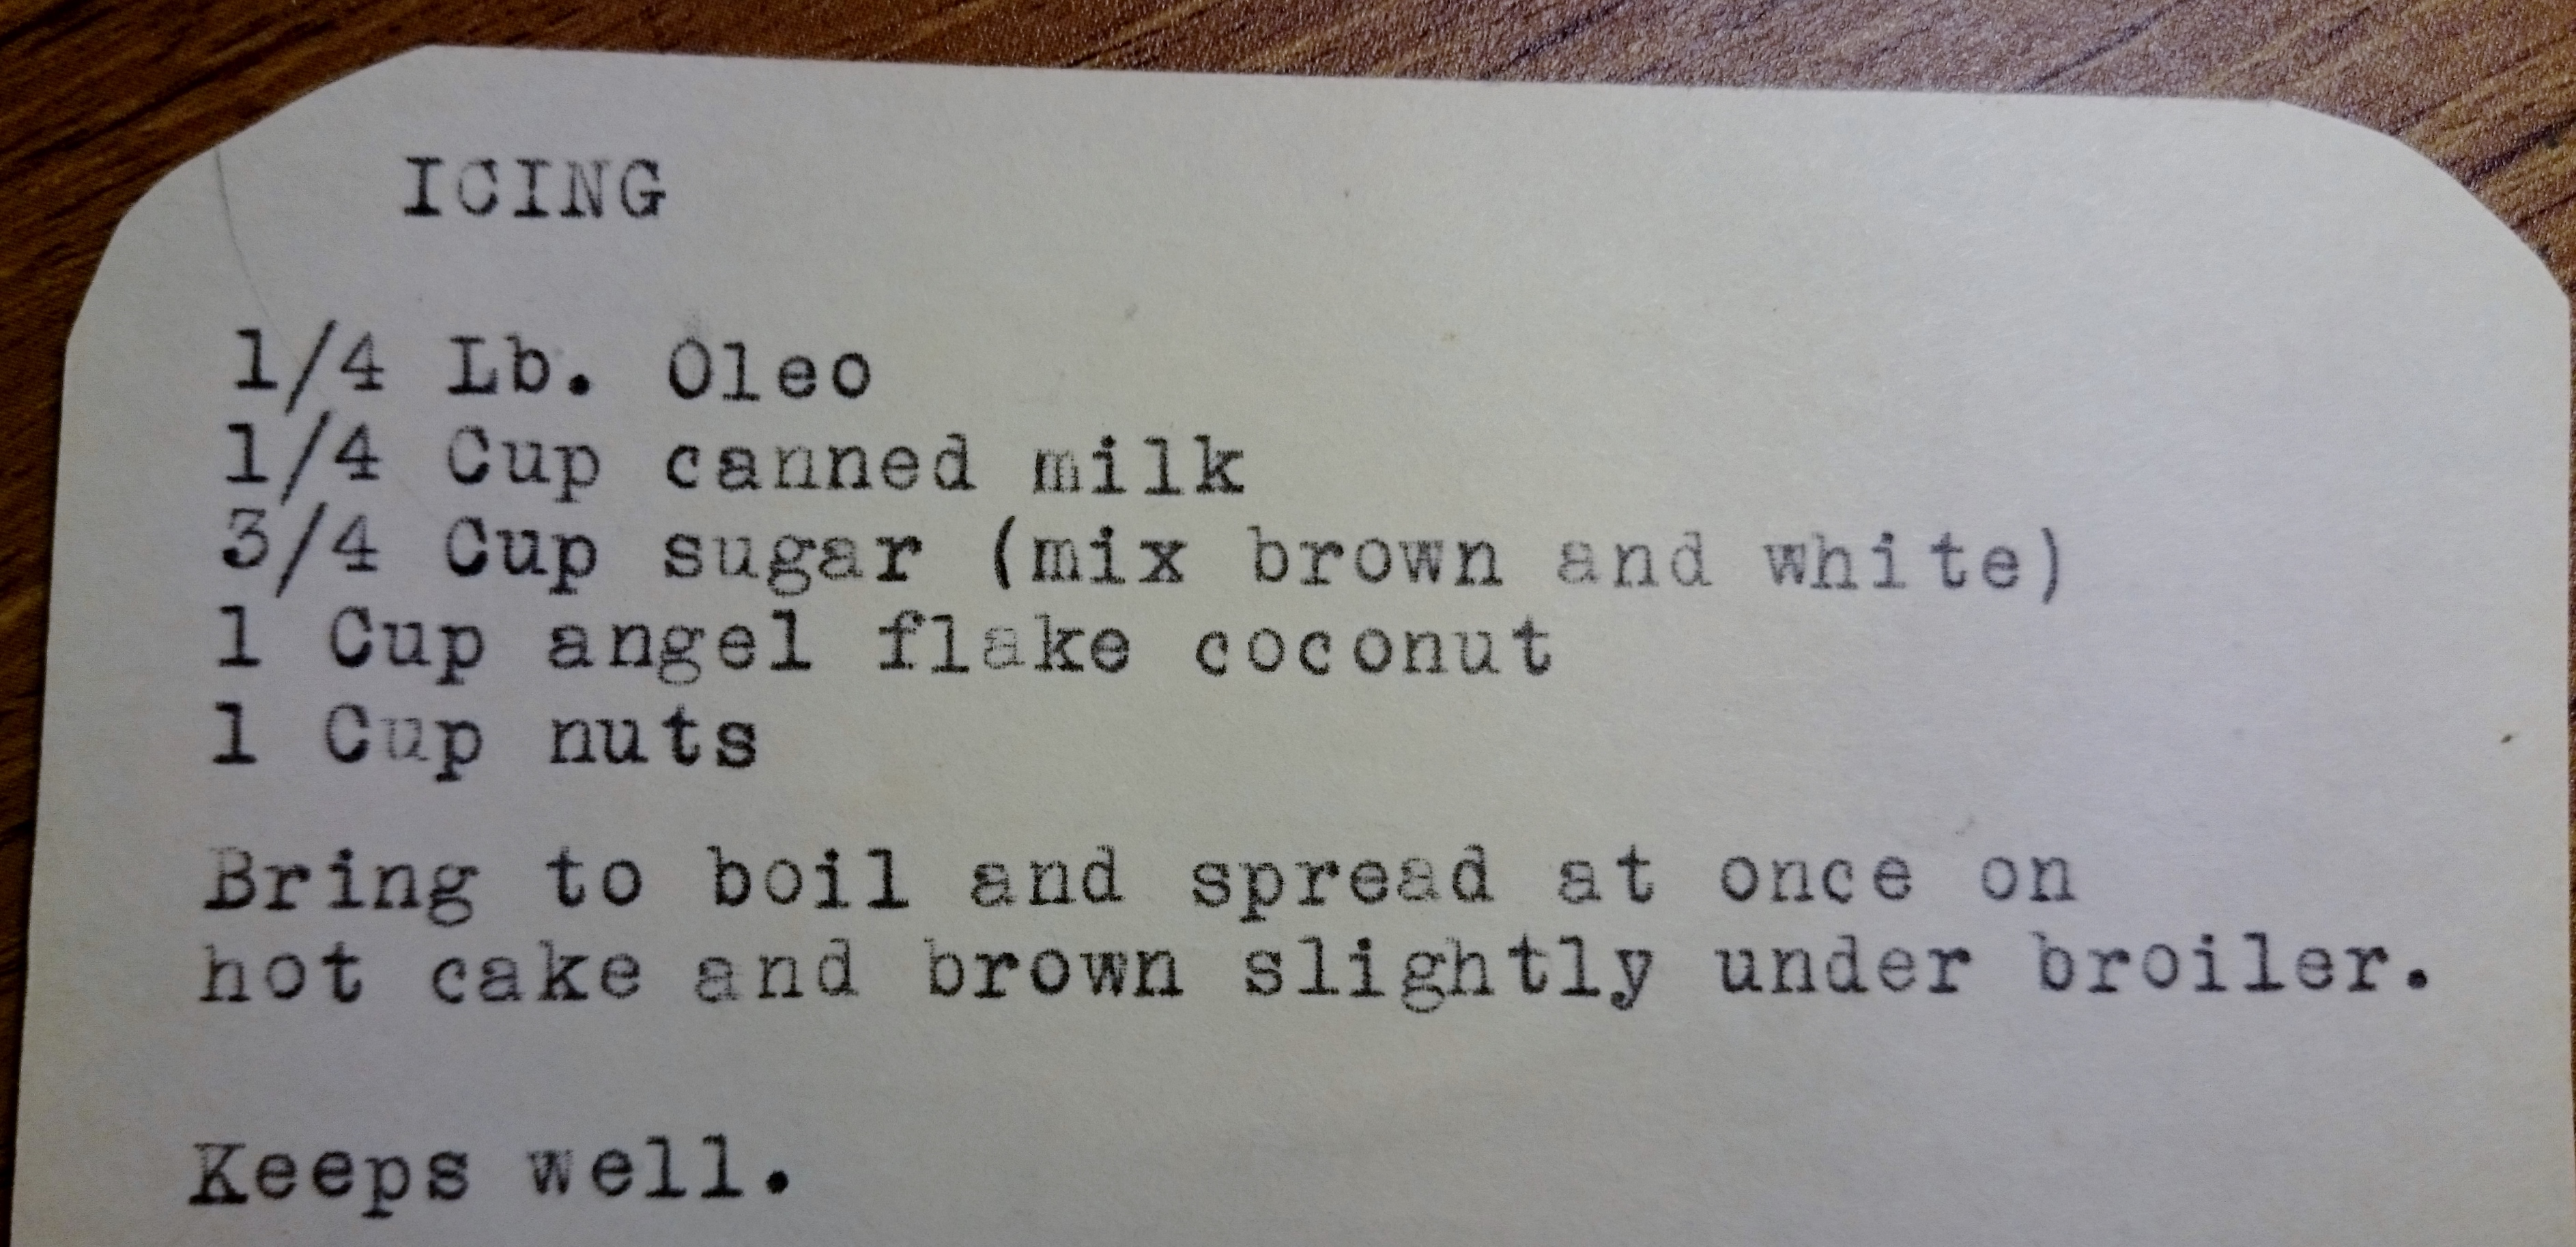 ICING
1/4 Lb. Oleo
1/4 Cup canned milk
3/4 Cup sugar (mix brown and white)
1 Cup angel flake coconut
1 Cup nuts
Bring to boil and spread at once on
hot cake and brown slightly under broiler.
Keeps well.